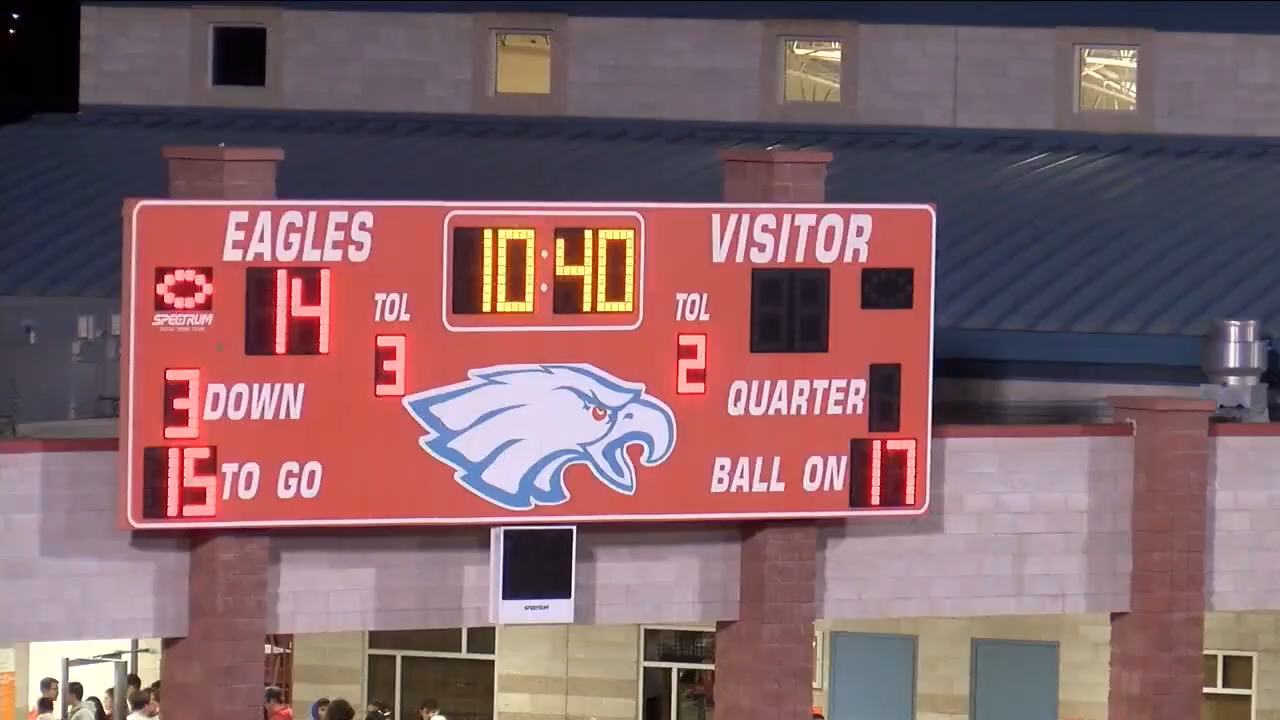 EAGLES 10:40 VISITOR
14 TOL TOL
SPECTRUM
3 2
3 DOWN QUARTER
15 TO GO BALL ON 17
SPECTRUM